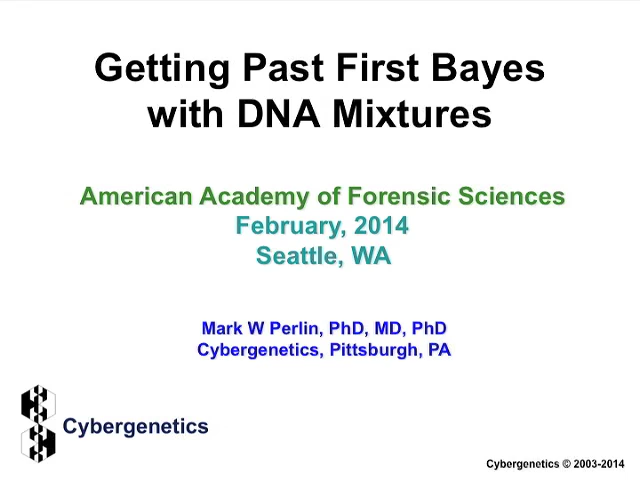 Getting Past First Bayes
with DNA Mixtures
American Academy of Forensic Sciences
February, 2014
Seattle, WA
Mark W Perlin, PhD, MD, PhD
Cybergenetics, Pittsburgh, PA
Cybergenetics
Cybergenetics © 2003-2014